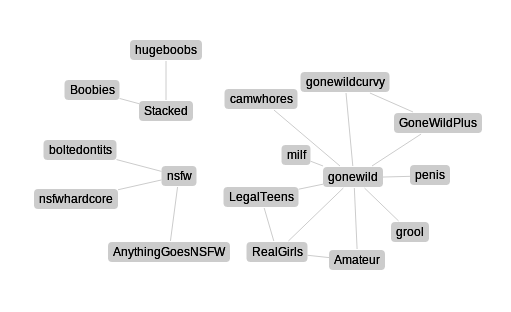 hugeboobs
gonewildcurvy
Boobies
camwhores
Stacked
GoneWildPlus
boltedontits
milf
nsfw
gonewild
penis
nsfwhardcore
LegalTeens
grool
AnythingGoesNSFW
RealGirls
Amateur